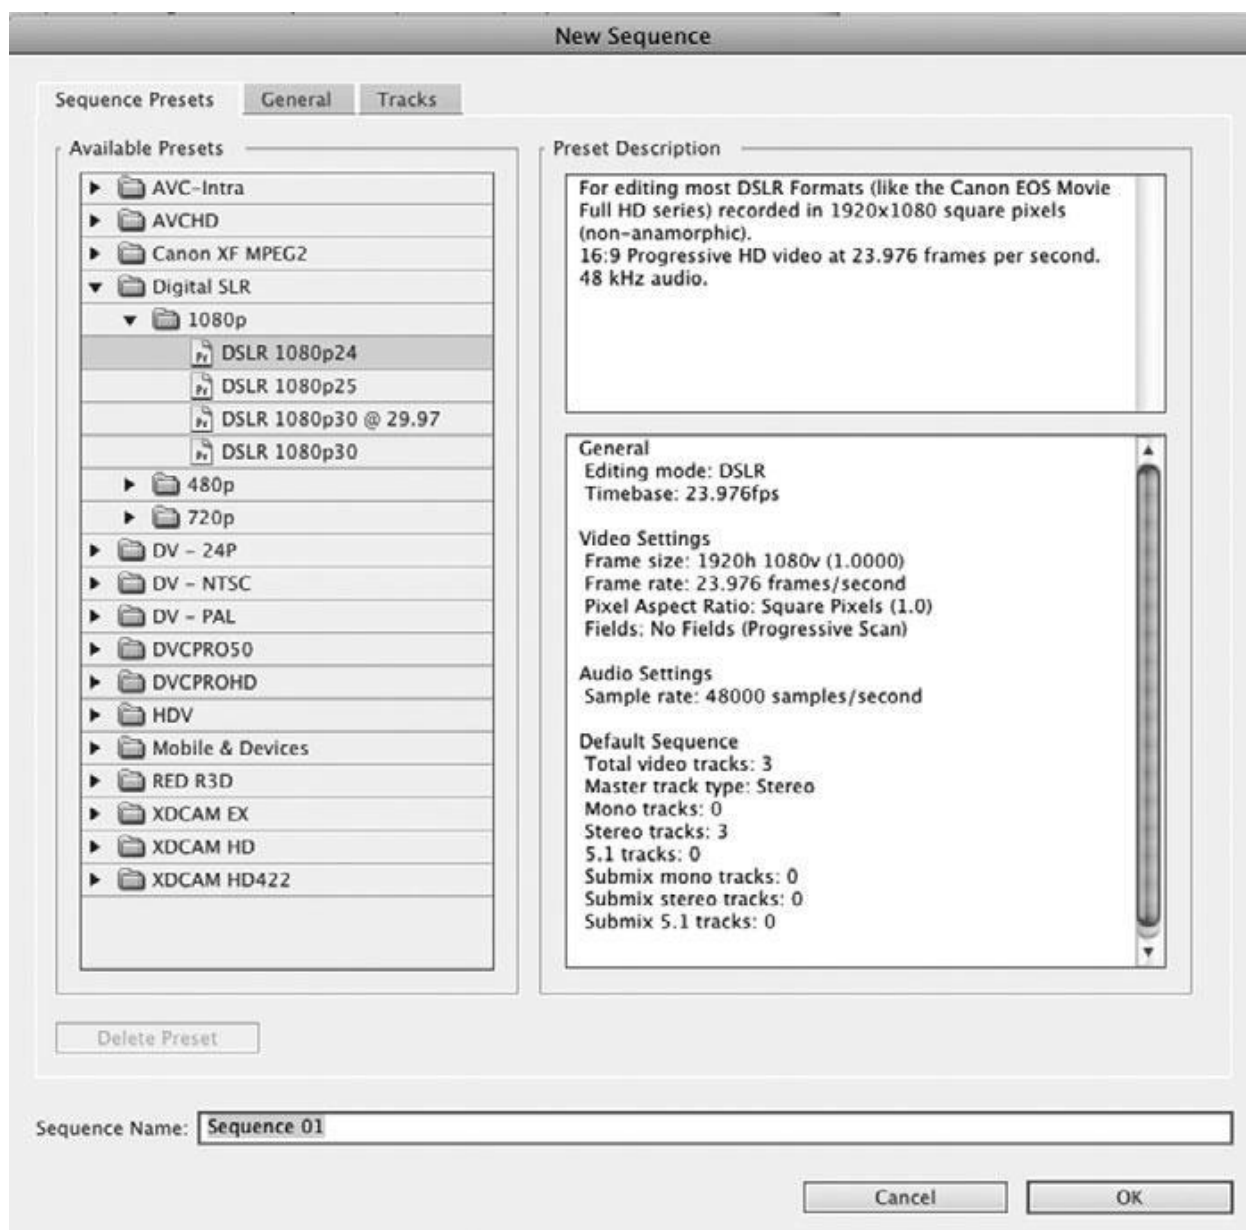 New Sequence
Sequence Presets
General
Tracks
Available Presets
AVC-Intra
AVCHD
Canon XF MPEG2
Digital SLR
1080p
DSLR 1080p24
DSLR 1080p25
DSLR 1080p30 @ 29.97
DSLR 1080p30
480p
720p
DV - 24P
DV - NTSC
DV - PAL
DVCPRO50
DVCPROHD
HDV
Mobile & Devices
RED R3D
XDCAM EX
XDCAM HD
XDCAM HD422
Preset Description
For editing most DSLR Formats (like the Canon EOS Movie
Full HD series) recorded in 1920x1080 square pixels
(non-anamorphic).
16:9 Progressive HD video at 23.976 frames per second.
48 kHz audio.
General
Editing mode: DSLR
Timebase: 23.976fps
Video Settings
Frame size: 1920h 1080v (1.0000)
Frame rate: 23.976 frames/second
Pixel Aspect Ratio: Square Pixels (1.0)
Fields: No Fields (Progressive Scan)
Audio Settings
Sample rate: 48000 samples/second
Default Sequence
Total video tracks: 3
Master track type: Stereo
Mono tracks: 0
Stereo tracks: 3
5.1 tracks: 0
Submix mono tracks: 0
Submix stereo tracks: 0
Submix 5.1 tracks: 0
Delete Preset
Sequence Name: Sequence 01
Cancel
OK